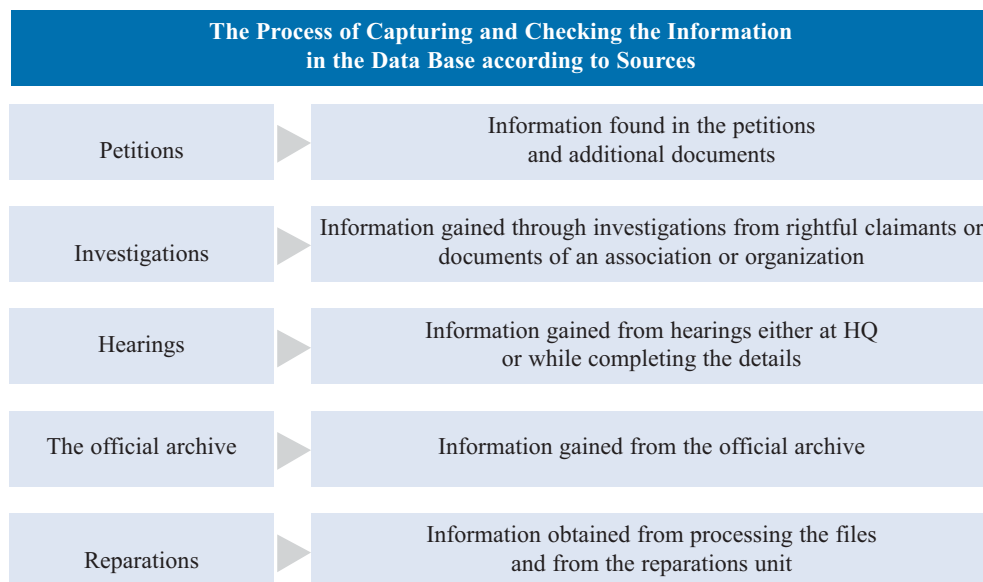 The Process of Capturing and Checking the Information
in the Data Base according to Sources
Petitions
Information found in the petitions
and additional documents
Investigations
Information gained through investigations from rightful claimants or
documents of an association or organization
Hearings
Information gained from hearings either at HQ
or while completing the details
The official archive
Information gained from the official archive
Reparations
Information obtained from processing the files
and from the reparations unit